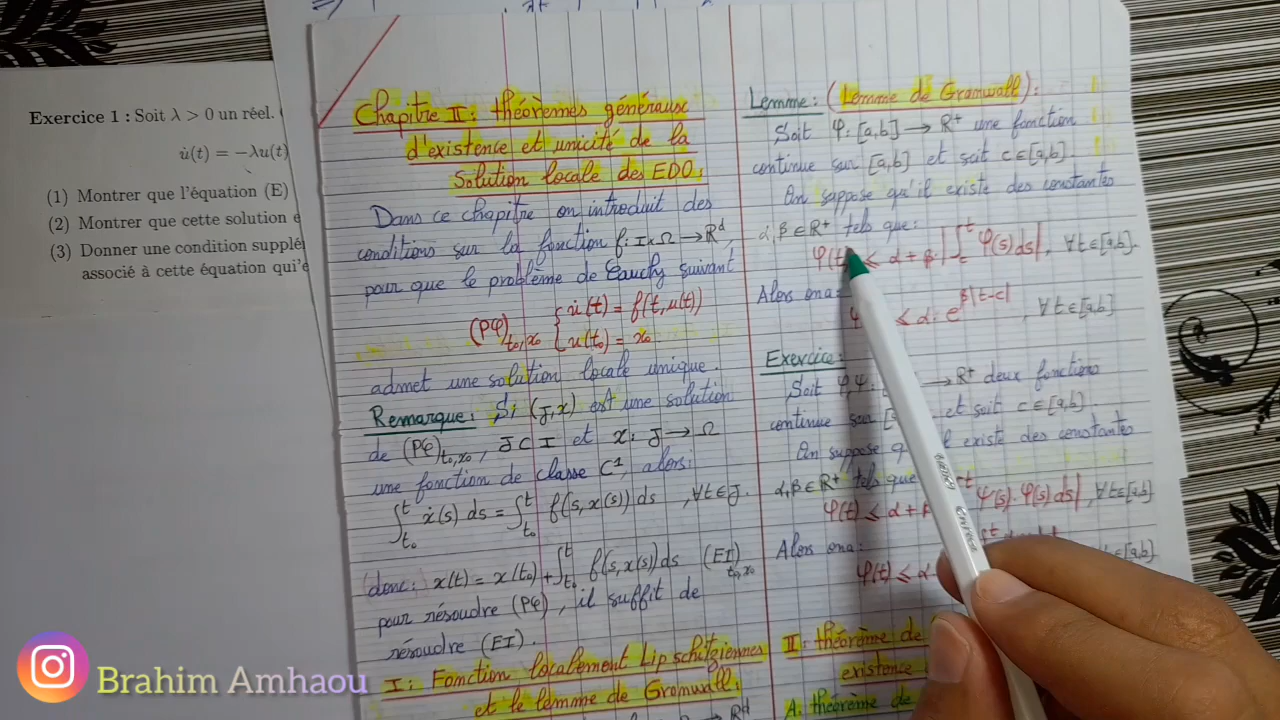 Exercice 1 : Soit λ > 0 un réel.
u̇(t) = −λu(t)
(1) Montrer que l'équation (E)
(2) Montrer que cette solution e
(3) Donner une condition supplé
associé à cette équation qu'e
Chapitre II: théorèmes généraux
d'existence et unicité de la
solution locale des EDO:
Dans ce chapitre on introduit des
conditions sur la fonction f: I×Ω → ℝᵈ,
pour que le problème de Cauchy suivant
(PC)t₀,x₀ { u̇(t) = f(t, u(t))
u(t₀) = x₀
admet une solution locale unique.
Remarque: Si (J,x) est une solution
de (PC)t₀,x₀, J⊂I et x: J → Ω
une fonction de classe C¹, alors:
∫_{t₀}^{t} ẋ(s) ds = ∫_{t₀}^{t} f(s,x(s)) ds, ∀t∈J.
donc: x(t) = x(t₀) + ∫_{t₀}^{t} f(s,x(s)) ds (EI)t₀,x₀
pour résoudre (PC), il suffit de
résoudre (EI).
I: Fonction localement Lipschitziennes
et le lemme de Gronwall:
Lemme: (Lemme de Gronwall):
Soit φ: [a,b] → ℝ⁺ une fonction
continue sur [a,b] et soit c∈[a,b].
On suppose qu'il existe des constantes
α, β ∈ ℝ⁺ tels que:
φ(t) ≤ α + β |∫_{c}^{t} φ(s) ds|, ∀t∈[a,b].
Alors on a:
≤ α. e^{β|t-c|}, ∀t∈[a,b]
Exercice:
Soit φ, ψ: → ℝ⁺ deux fonctions
continue sur et soit c∈[a,b]
On suppose q l existe des constantes
α, β ∈ ℝ⁺ tels que
φ(t) ≤ α + β ψ(s). φ(s) ds|, ∀t∈[a,b]
Alors on a:
φ(t) ≤ α
II: théorème de
existence
A: théorème de
Brahim Amhaou